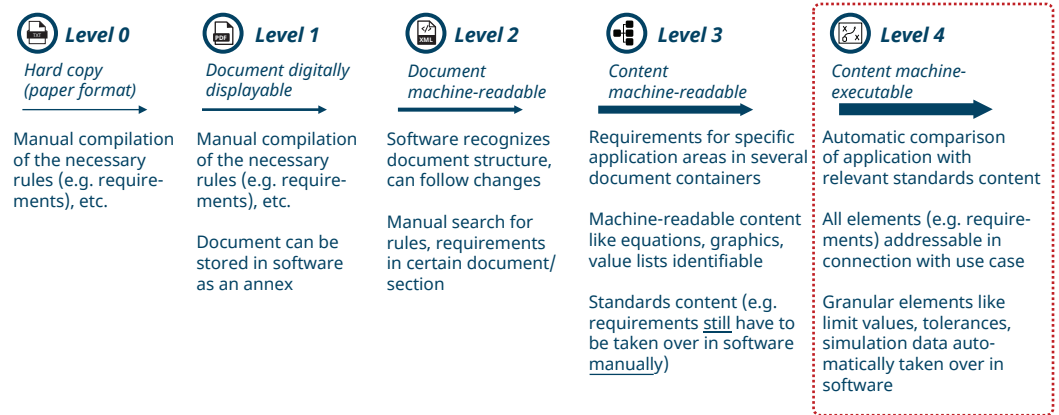 TXT
Level 0
Hard copy
(paper format)
Manual compilation
of the necessary
rules (e.g. require-
ments), etc.
PDF
Level 1
Document digitally
displayable
Manual compilation
of the necessary
rules (e.g. require-
ments), etc.
Document can be
stored in software
as an annex
XML
Level 2
Document
machine-readable
Software recognizes
document structure,
can follow changes
Manual search for
rules, requirements
in certain document/
section
Level 3
Content
machine-readable
Requirements for specific
application areas in several
document containers
Machine-readable content
like equations, graphics,
value lists identifiable
Standards content (e.g.
requirements still have to
be taken over in software
manually)
Level 4
Content machine-
executable
Automatic comparison
of application with
relevant standards content
All elements (e.g. require-
ments) addressable in
connection with use case
Granular elements like
limit values, tolerances,
simulation data auto-
matically taken over in
software